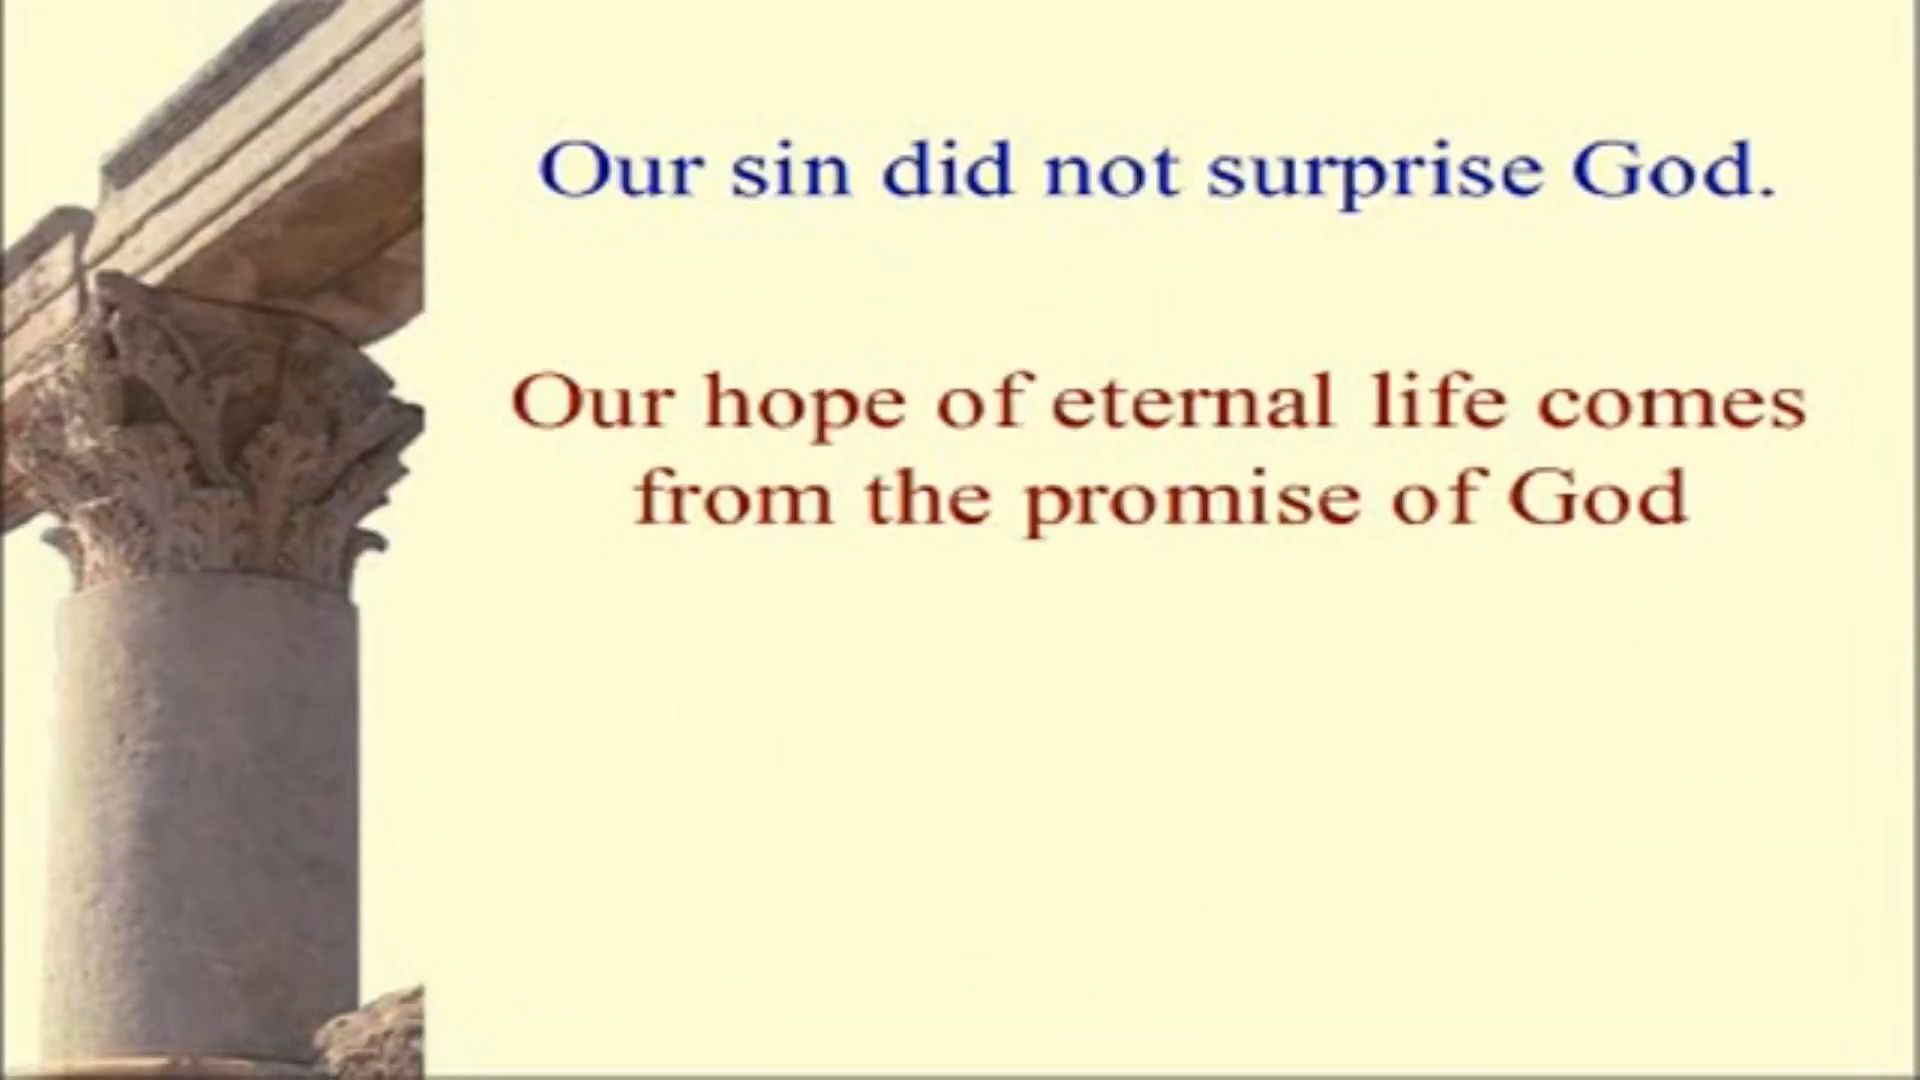 Our sin did not surprise God.
Our hope of eternal life comes
from the promise of God